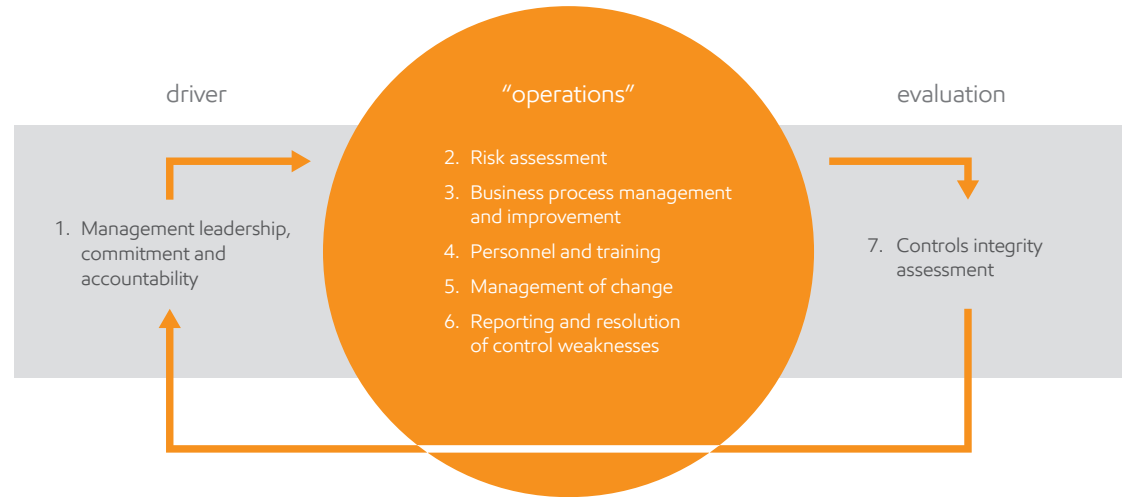 driver
1. Management leadership,
commitment and
accountability
“operations”
2. Risk assessment
3. Business process management
and improvement
4. Personnel and training
5. Management of change
6. Reporting and resolution
of control weaknesses
evaluation
7. Controls integrity
assessment